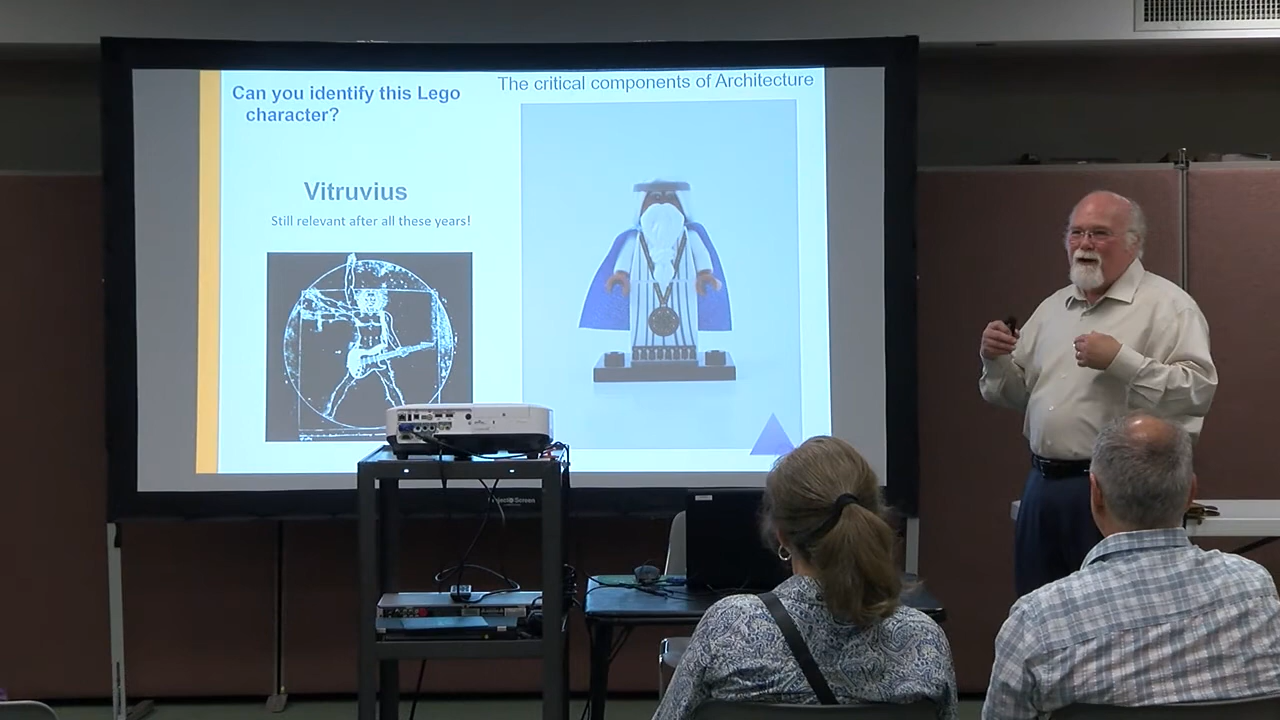 Can you identify this Lego
character?
The critical components of Architecture
Vitruvius
Still relevant after all these years!